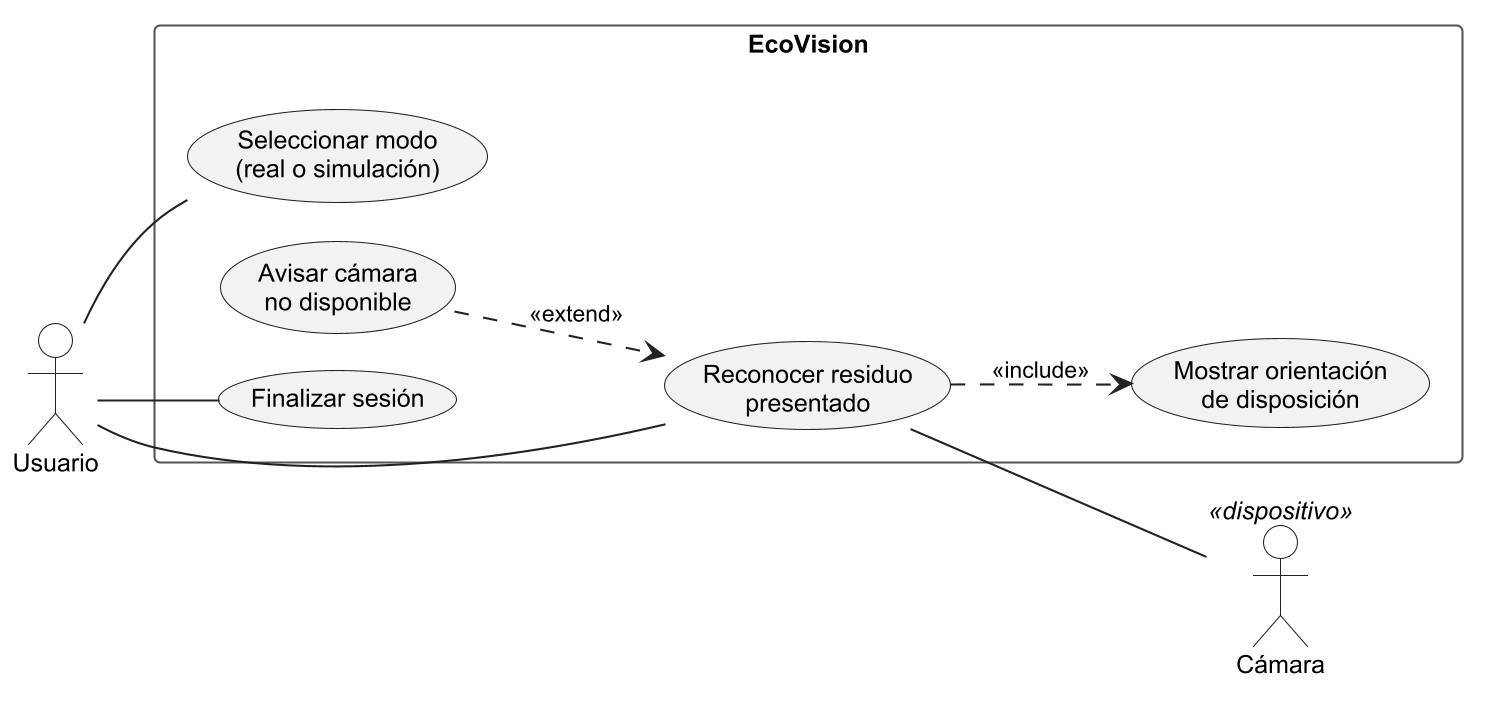 EcoVision
Seleccionar modo
(real o simulación)
Avisar cámara
no disponible
«extend»
Reconocer residuo
presentado
«include»
Mostrar orientación
de disposición
Finalizar sesión
Usuario
«dispositivo»
Cámara